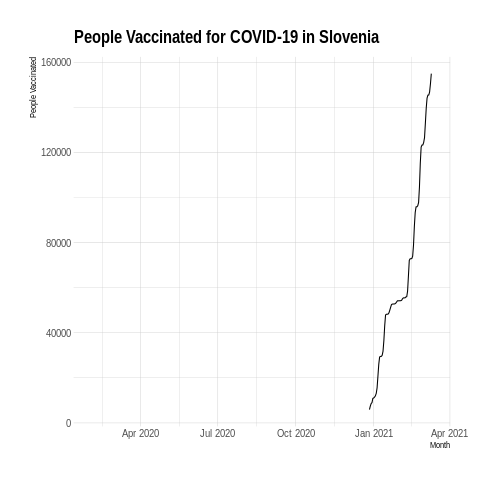 People Vaccinated for COVID-19 in Slovenia
People Vaccinated
160000
120000
80000
40000
0
Apr 2020 Jul 2020 Oct 2020 Jan 2021 Apr 2021
Month